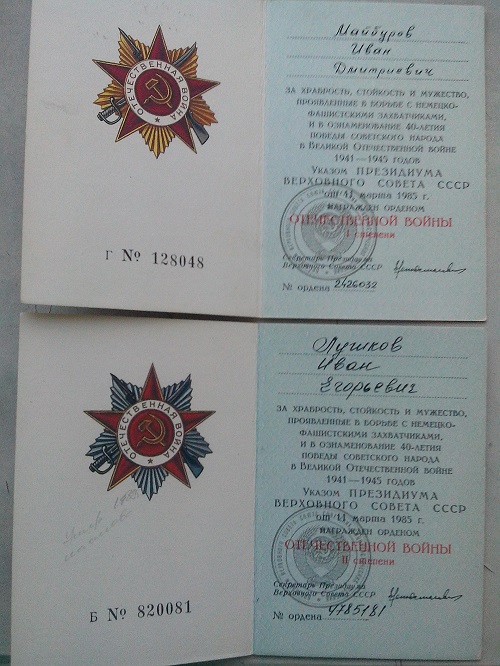 ОТЕЧЕСТВЕННАЯ ВОЙНА
Г № 128048
Майбуров
Иван
Дмитриевич
ЗА ХРАБРОСТЬ, СТОЙКОСТЬ И МУЖЕСТВО,
ПРОЯВЛЕННЫЕ В БОРЬБЕ С НЕМЕЦКО-
ФАШИСТСКИМИ ЗАХВАТЧИКАМИ,
И В ОЗНАМЕНОВАНИЕ 40-ЛЕТИЯ
ПОБЕДЫ СОВЕТСКОГО НАРОДА
В ВЕЛИКОЙ ОТЕЧЕСТВЕННОЙ ВОЙНЕ
1941—1945 ГОДОВ
УКАЗОМ ПРЕЗИДИУМА
ВЕРХОВНОГО СОВЕТА СССР
от 11 марта 1985 г.
НАГРАЖДЕН ОРДЕНОМ
ОТЕЧЕСТВЕННОЙ ВОЙНЫ
I степени
Секретарь Президиума
Верховного Совета СССР
№ ордена 2426032
ОТЕЧЕСТВЕННАЯ ВОЙНА
Б № 820081
Лушков
Иван
Егорьевич
ЗА ХРАБРОСТЬ, СТОЙКОСТЬ И МУЖЕСТВО,
ПРОЯВЛЕННЫЕ В БОРЬБЕ С НЕМЕЦКО-
ФАШИСТСКИМИ ЗАХВАТЧИКАМИ,
И В ОЗНАМЕНОВАНИЕ 40-ЛЕТИЯ
ПОБЕДЫ СОВЕТСКОГО НАРОДА
В ВЕЛИКОЙ ОТЕЧЕСТВЕННОЙ ВОЙНЕ
1941—1945 ГОДОВ
УКАЗОМ ПРЕЗИДИУМА
ВЕРХОВНОГО СОВЕТА СССР
от 11 марта 1985 г.
НАГРАЖДЕН ОРДЕНОМ
ОТЕЧЕСТВЕННОЙ ВОЙНЫ
II степени
Секретарь Президиума
Верховного Совета СССР
№ ордена 4785181